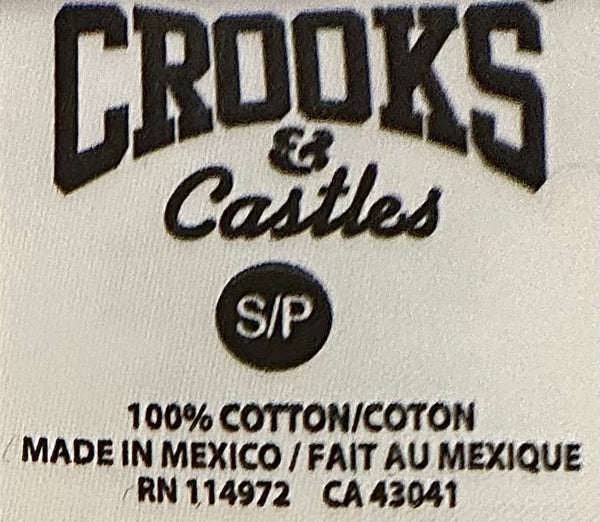 CROOKS
&
Castles
S/P
100% COTTON/COTON
MADE IN MEXICO / FAIT AU MEXIQUE
RN 114972 CA 43041